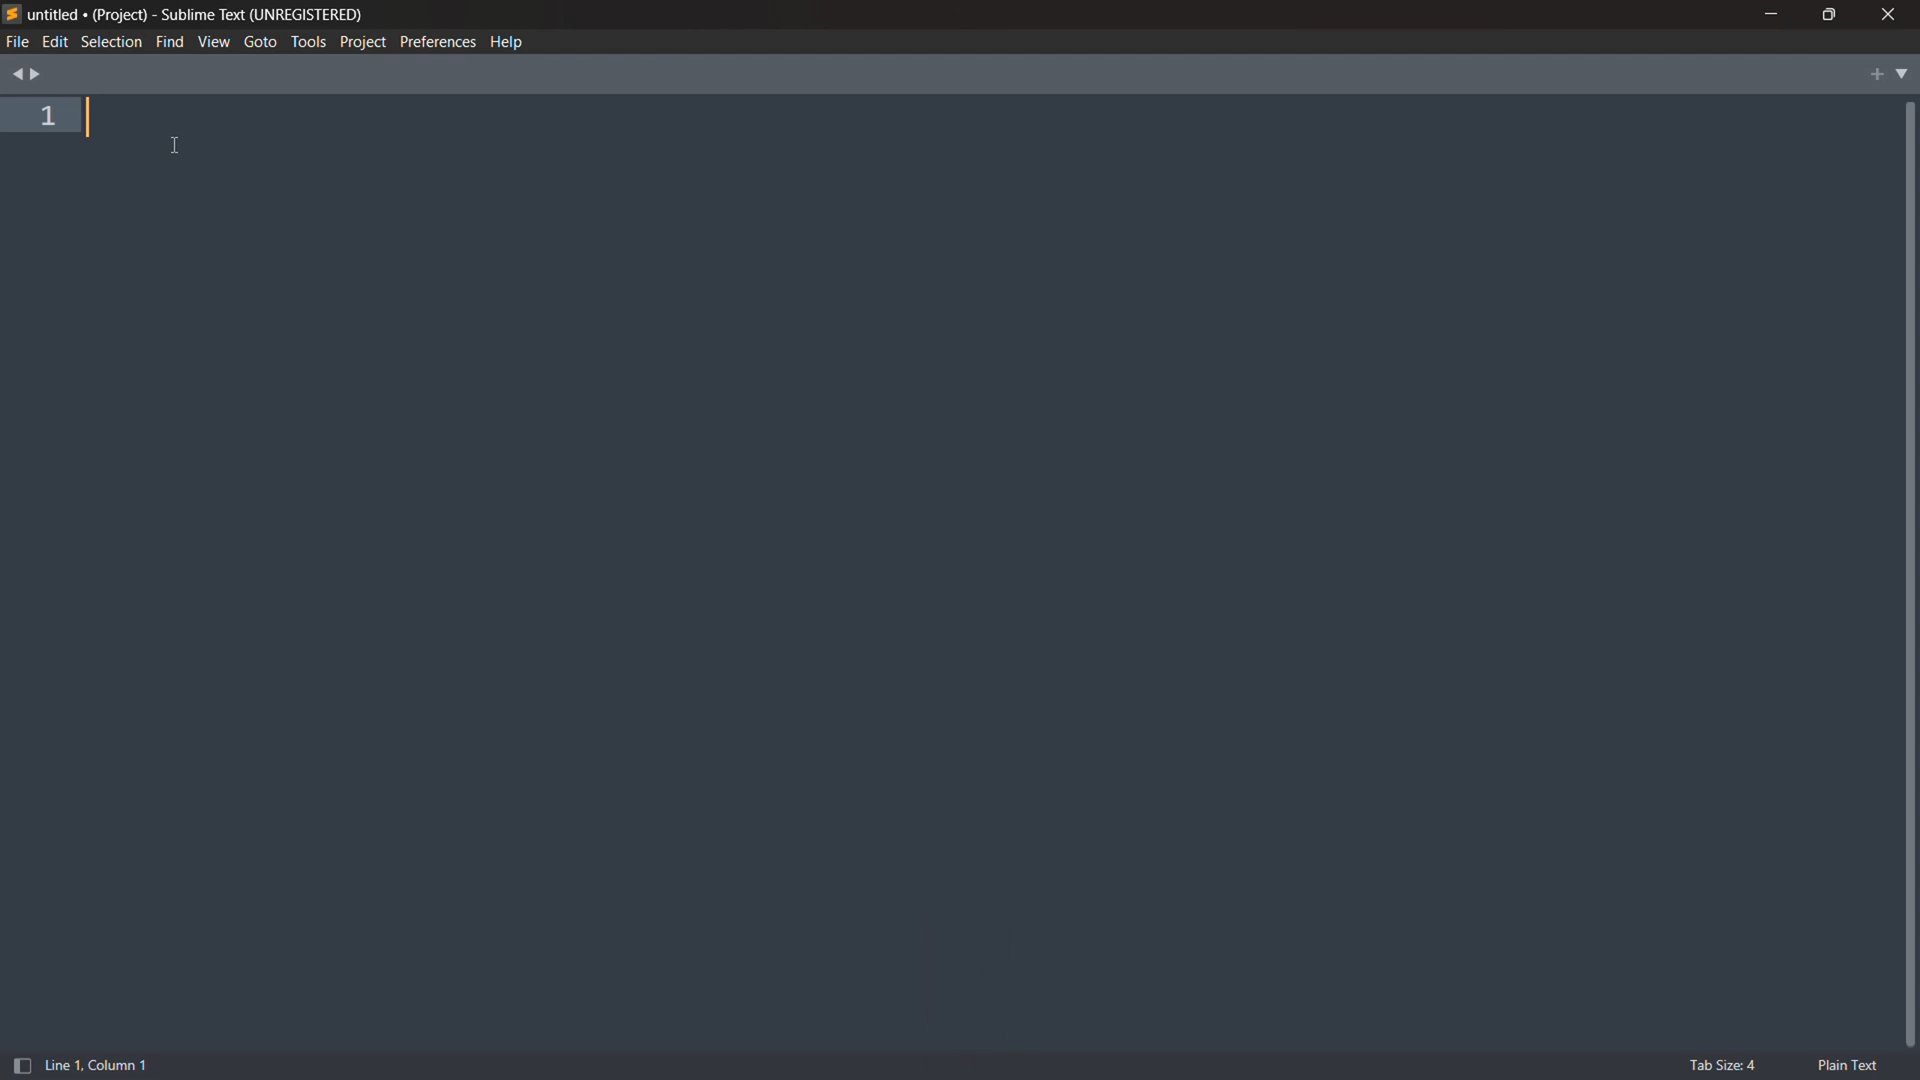 untitled • (Project) - Sublime Text (UNREGISTERED)
File Edit Selection Find View Goto Tools Project Preferences Help
1
Line 1, Column 1 Tab Size: 4 Plain Text